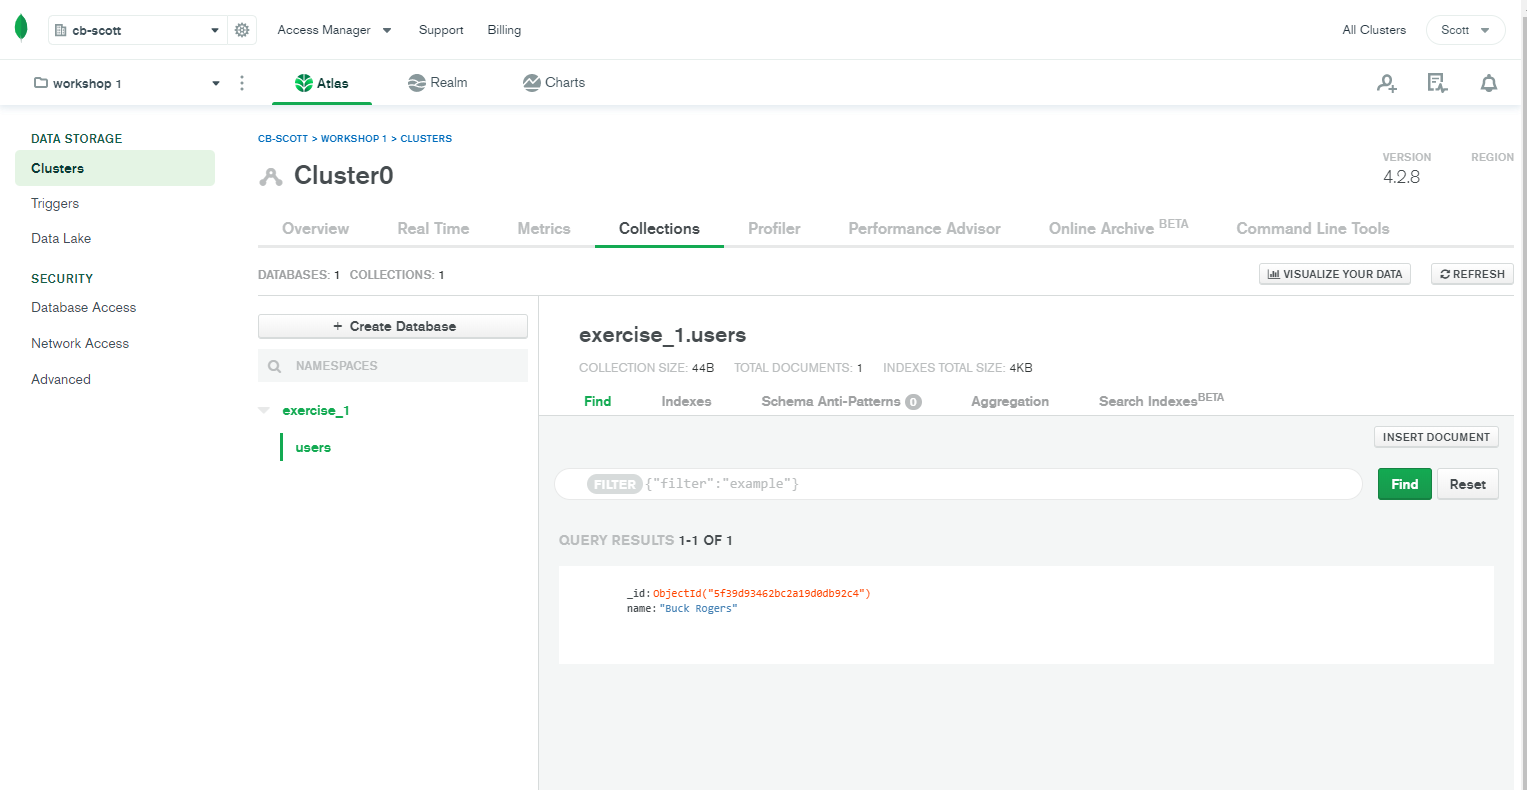 cb-scott Access Manager Support Billing All Clusters Scott
workshop 1 Atlas Realm Charts
DATA STORAGE
Clusters
Triggers
Data Lake
SECURITY
Database Access
Network Access
Advanced
CB-SCOTT > WORKSHOP 1 > CLUSTERS
Cluster0
VERSION REGION
4.2.8
Overview Real Time Metrics Collections Profiler Performance Advisor Online Archive BETA Command Line Tools
DATABASES: 1 COLLECTIONS: 1 VISUALIZE YOUR DATA REFRESH
+ Create Database
NAMESPACES
exercise_1
users
exercise_1.users
COLLECTION SIZE: 44B TOTAL DOCUMENTS: 1 INDEXES TOTAL SIZE: 4KB
Find Indexes Schema Anti-Patterns 0 Aggregation Search Indexes BETA
INSERT DOCUMENT
FILTER {"filter":"example"} Find Reset
QUERY RESULTS 1-1 OF 1
_id: ObjectId("5f39d93462bc2a19d0db92c4")
name: "Buck Rogers"